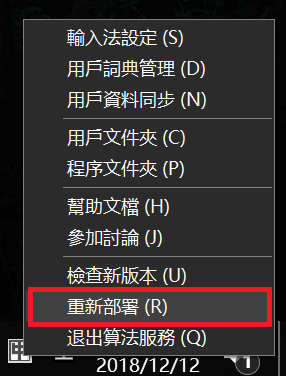 輸入法設定 (S)
用戶詞典管理 (D)
用戶資料同步 (N)
用戶文件夾 (C)
程序文件夾 (P)
幫助文檔 (H)
參加討論 (J)
檢查新版本 (U)
重新部署 (R)
退出算法服務 (Q)
2018/12/12
1